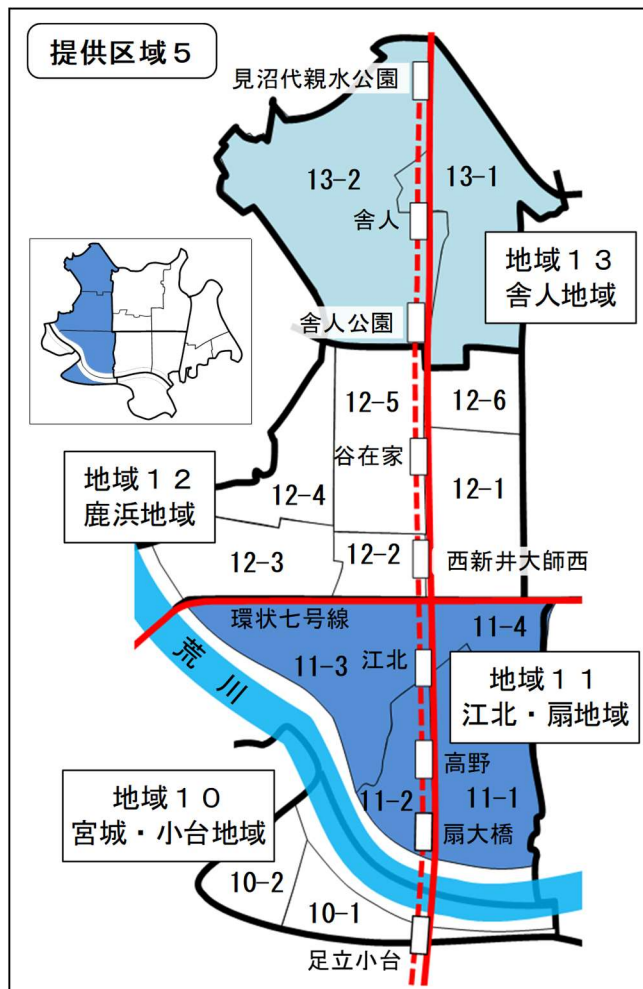 提供区域５
見沼代親水公園
13-2
13-1
舎人
地域１３
舎人地域
舎人公園
12-5
12-6
谷在家
地域１２
鹿浜地域
12-4
12-1
12-3
12-2
西新井大師西
環状七号線
11-4
11-3
江北
荒川
地域１１
江北・扇地域
高野
地域１０
宮城・小台地域
11-2
11-1
扇大橋
10-2
10-1
足立小台